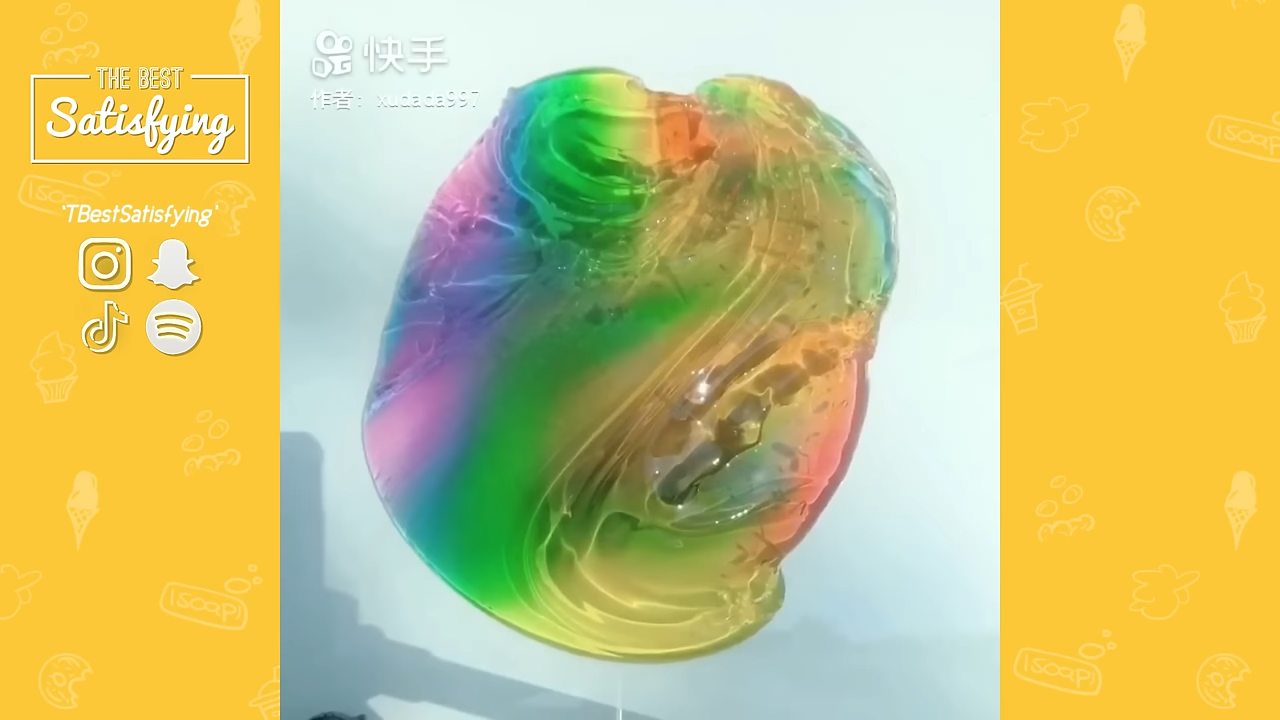 THE BEST
Satisfying
'TBestSatisfying'
快手
作者: xudada997